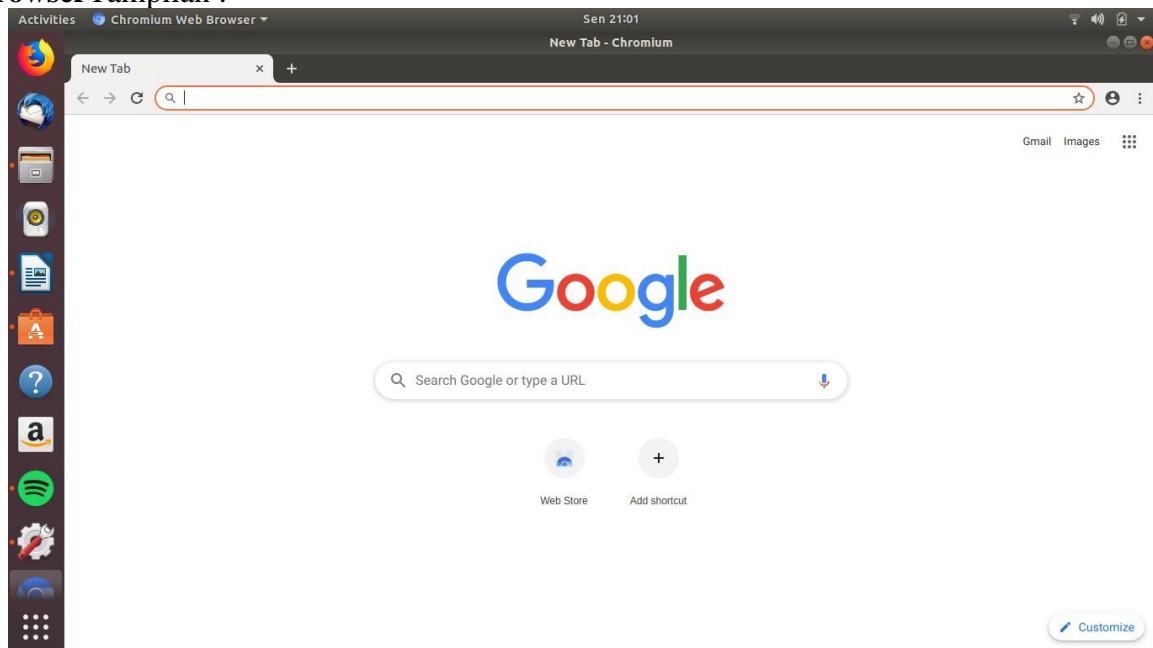 Activities Chromium Web Browser Sen 21:01
New Tab - Chromium
New Tab
Gmail Images
Google
Search Google or type a URL
a
Web Store Add shortcut
Customize